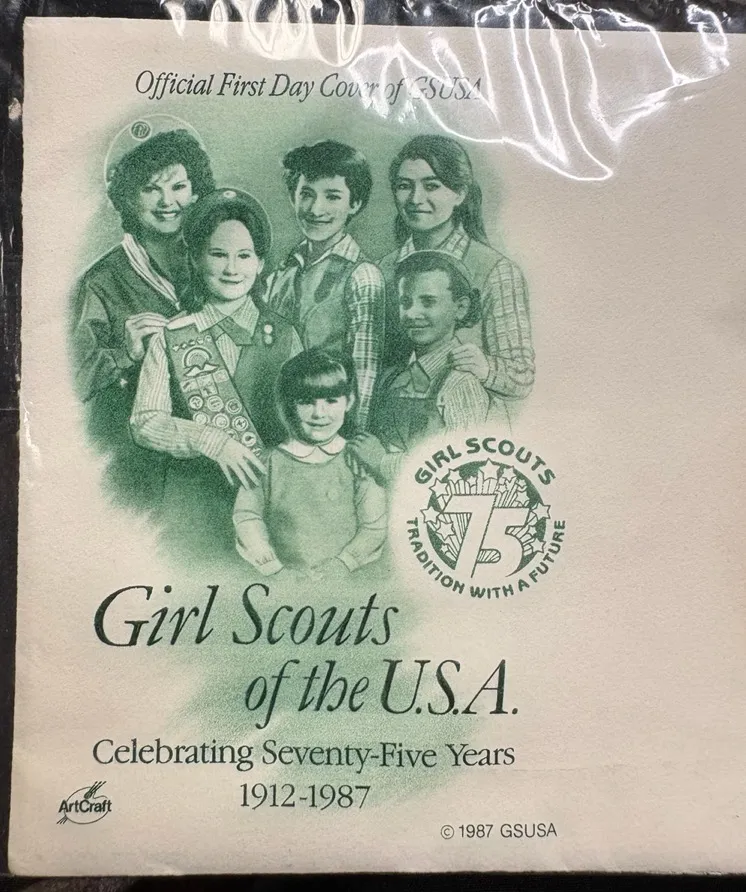 Official First Day Cover of GSUSA
GIRL SCOUTS
75
TRADITION WITH A FUTURE
Girl Scouts
of the U.S.A.
Celebrating Seventy-Five Years
1912-1987
ArtCraft
© 1987 GSUSA